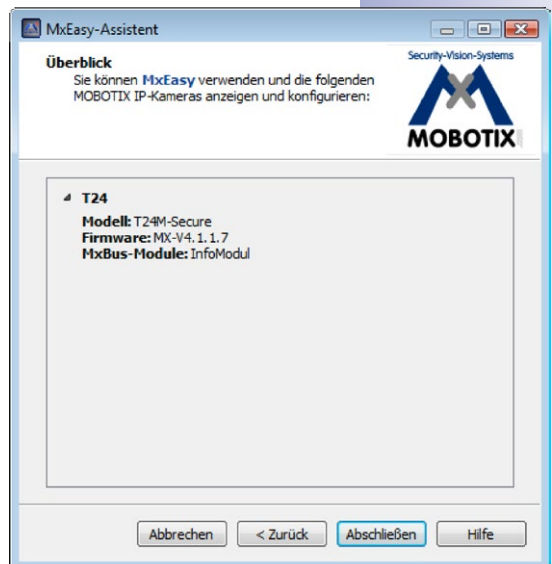 MxEasy-Assistent
Überblick
Sie können MxEasy verwenden und die folgenden
MOBOTIX IP-Kameras anzeigen und konfigurieren:
Security-Vision-Systems
MOBOTIX
T24
Modell: T24M-Secure
Firmware: MX-V4.1.1.7
MxBus-Module: InfoModul
Abbrechen
< Zurück
Abschließen
Hilfe